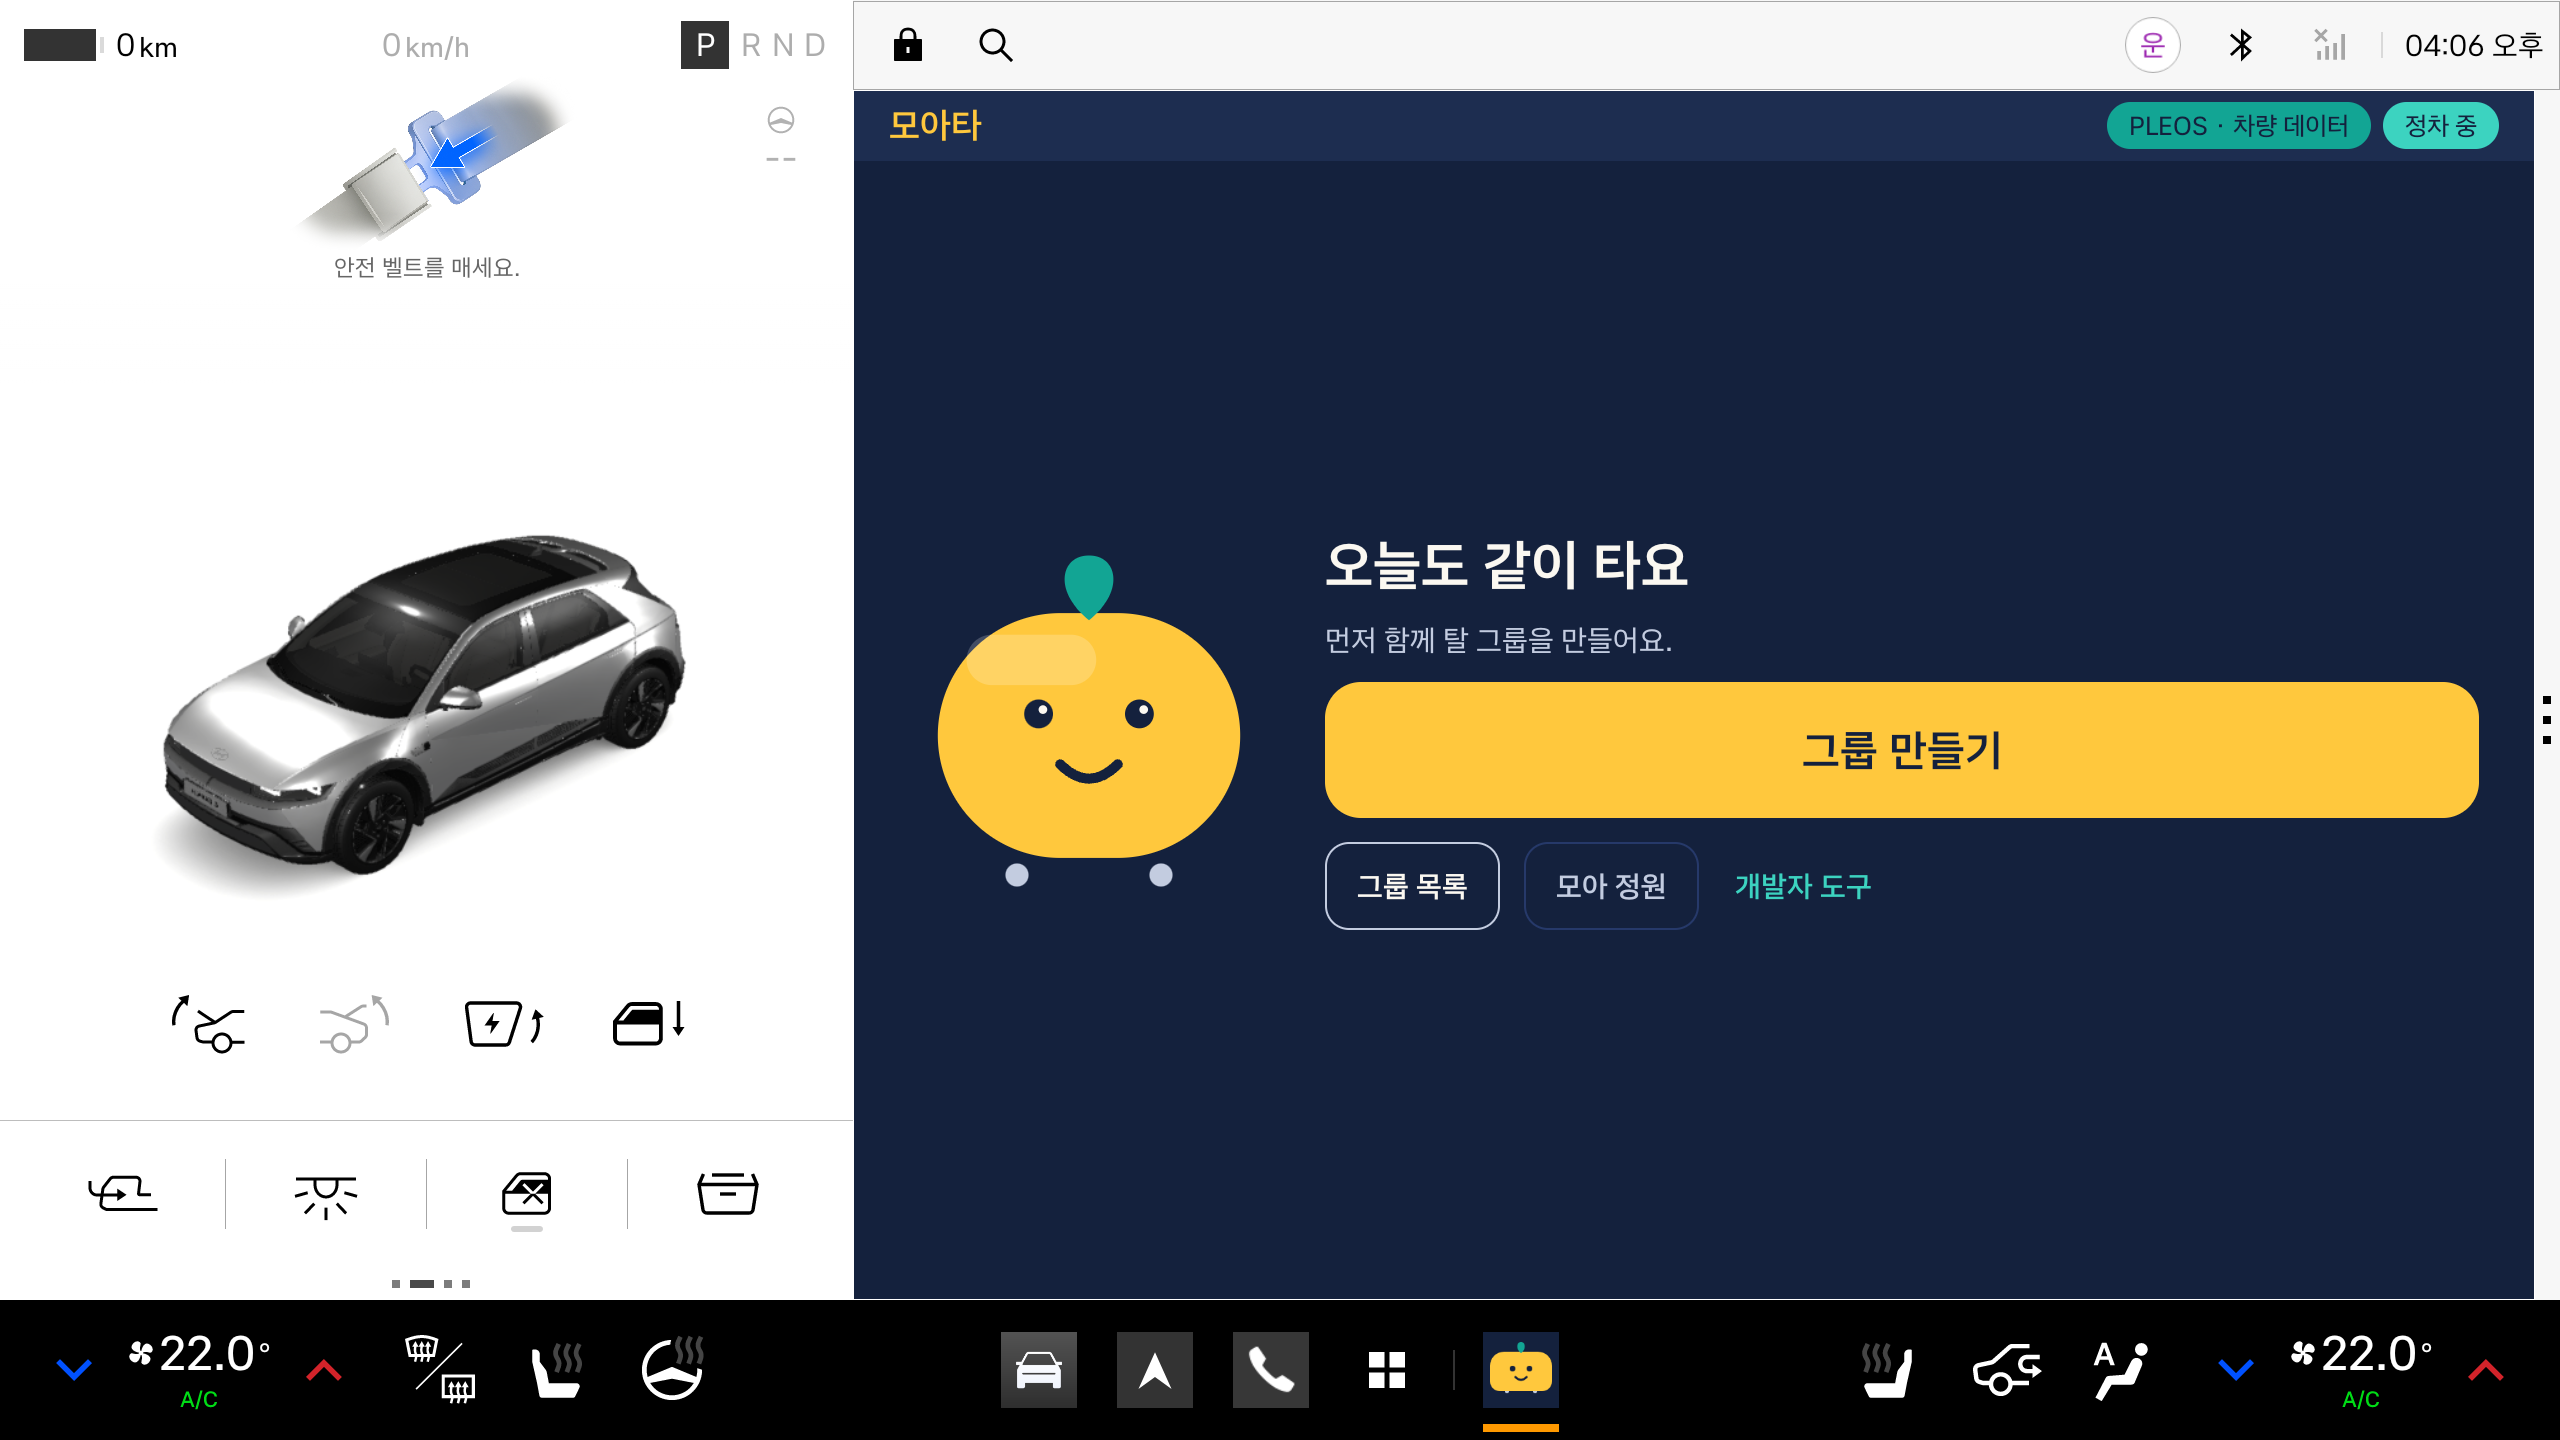 0 km
0 km/h
P R N D
안전 벨트를 매세요.
운
04:06 오후
모아타
PLEOS · 차량 데이터
정차 중
오늘도 같이 타요
먼저 함께 탈 그룹을 만들어요.
그룹 만들기
그룹 목록
모아 정원
개발자 도구
22.0°
A/C
A
22.0°
A/C